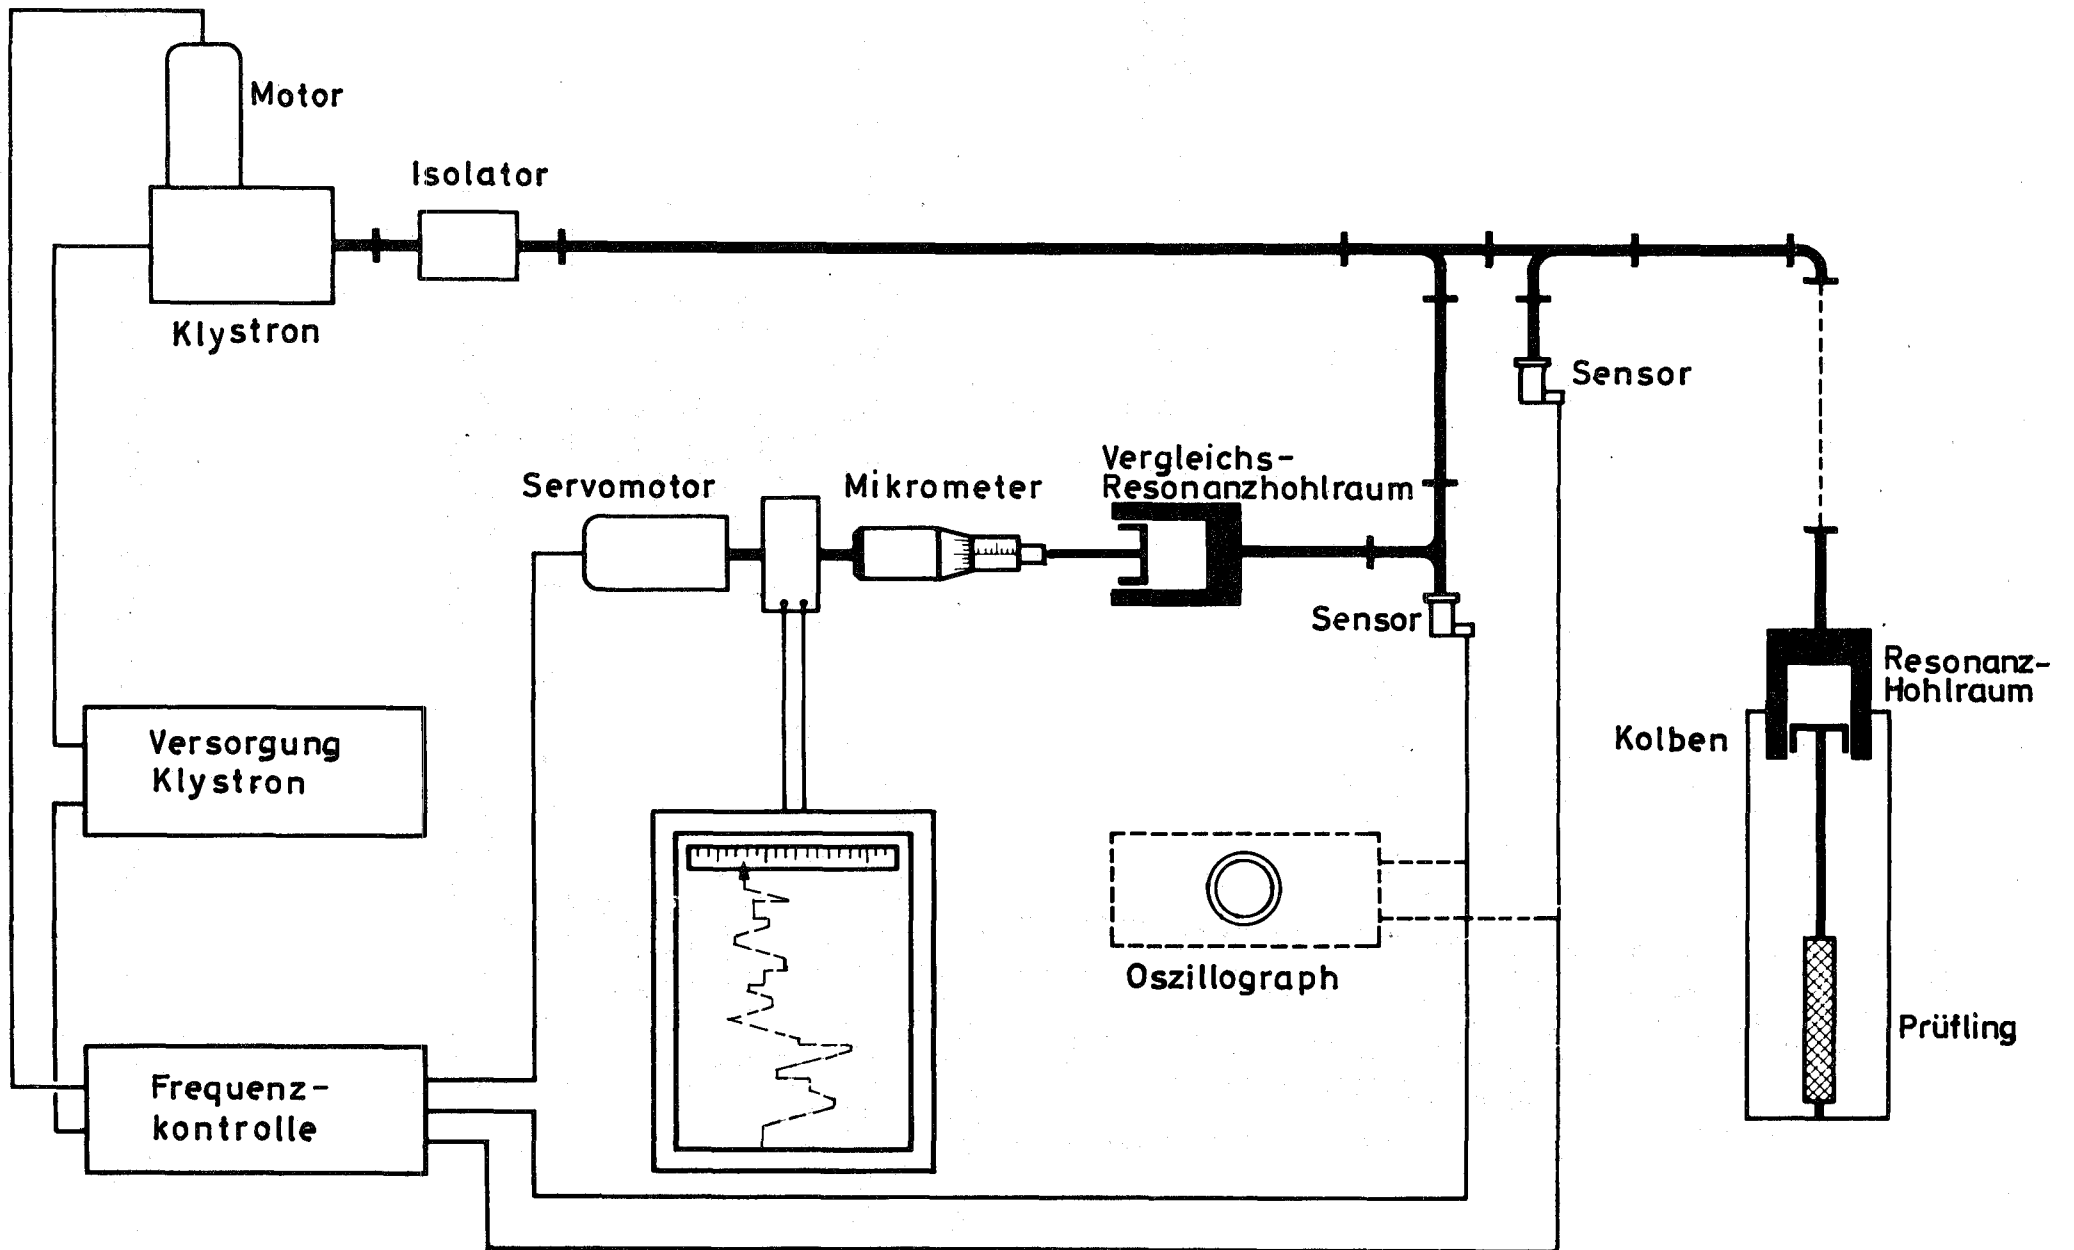 Motor
Isolator
Klystron
Sensor
Vergleichs-
Resonanzhohlraum
Servomotor
Mikrometer
Sensor
Resonanz-
Hohlraum
Kolben
Versorgung
Klystron
Oszillograph
Prüfling
Frequenz-
kontrolle